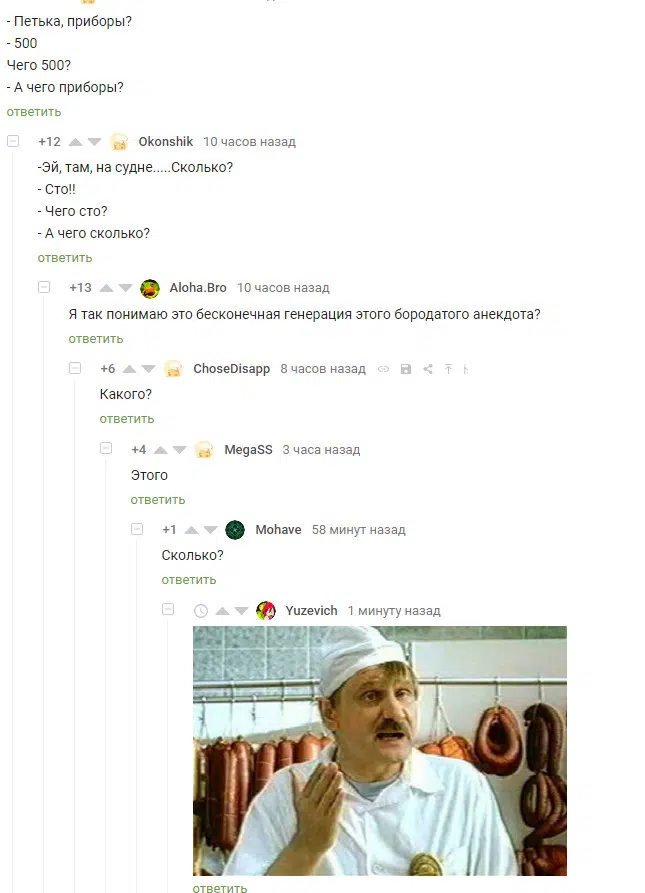 - Петька, приборы?
- 500
Чего 500?
- А чего приборы?
ответить
+12 Okonshik 10 часов назад
-Эй, там, на судне.....Сколько?
- Сто!!
- Чего сто?
- А чего сколько?
ответить
+13 Aloha.Bro 10 часов назад
Я так понимаю это бесконечная генерация этого бородатого анекдота?
ответить
+6 ChoseDisapp 8 часов назад
Какого?
ответить
+4 MegaSS 3 часа назад
Этого
ответить
+1 Mohave 58 минут назад
Сколько?
ответить
Yuzevich 1 минуту назад
ответить